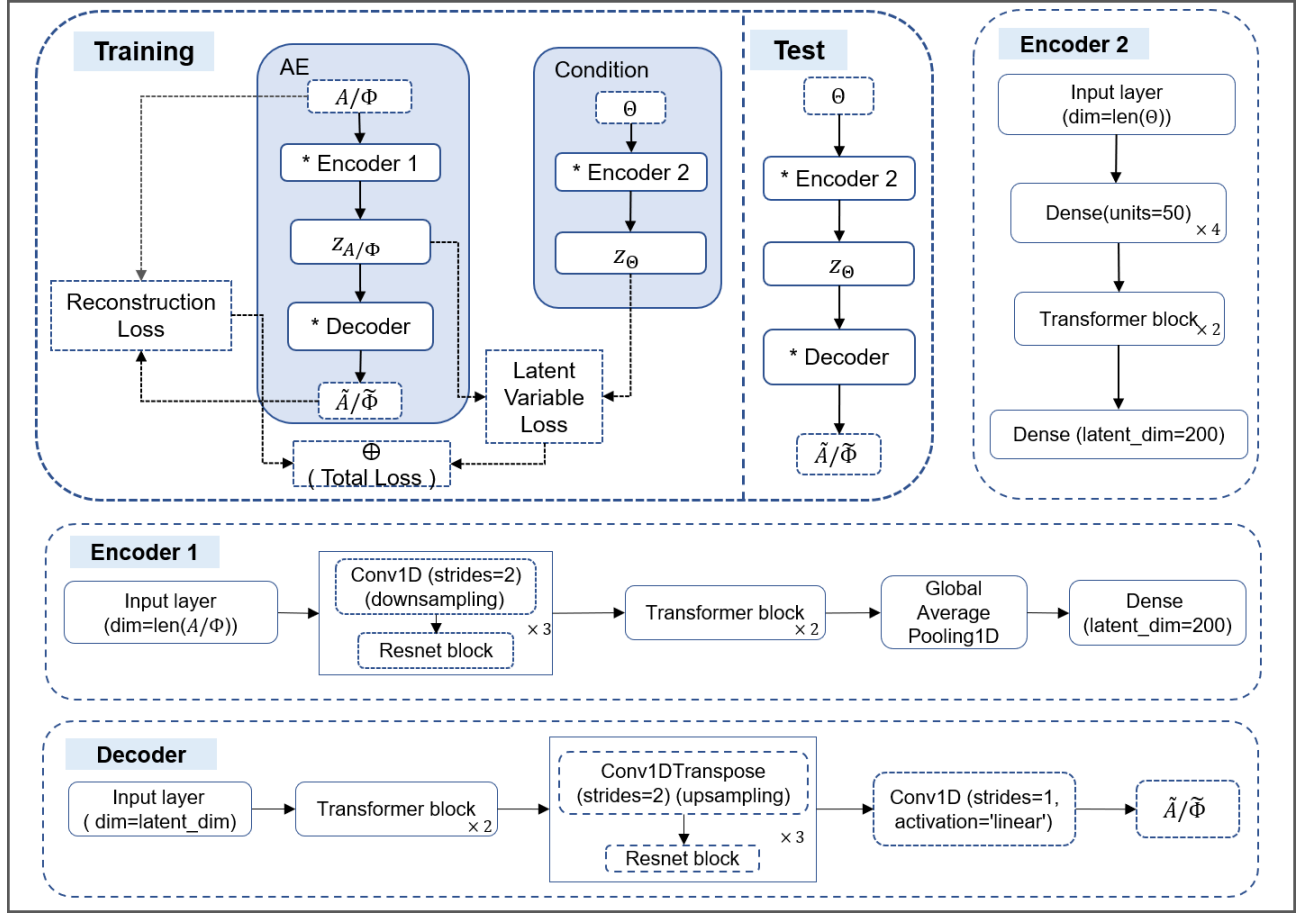 Training
AE
A/Φ
* Encoder 1
z_{A/Φ}
* Decoder
Ã/Φ̃
Reconstruction
Loss
Condition
Θ
* Encoder 2
z_Θ
Latent
Variable
Loss
⊕
( Total Loss )
Test
Θ
* Encoder 2
z_Θ
* Decoder
Ã/Φ̃
Encoder 2
Input layer
(dim=len(Θ))
Dense(units=50)
× 4
Transformer block
× 2
Dense (latent_dim=200)
Encoder 1
Input layer
(dim=len(A/Φ))
Conv1D (strides=2)
(downsampling)
Resnet block
× 3
Transformer block
× 2
Global
Average
Pooling1D
Dense
(latent_dim=200)
Decoder
Input layer
( dim=latent_dim)
Transformer block
× 2
Conv1DTranspose
(strides=2) (upsampling)
Resnet block
× 3
Conv1D (strides=1,
activation='linear')
Ã/Φ̃